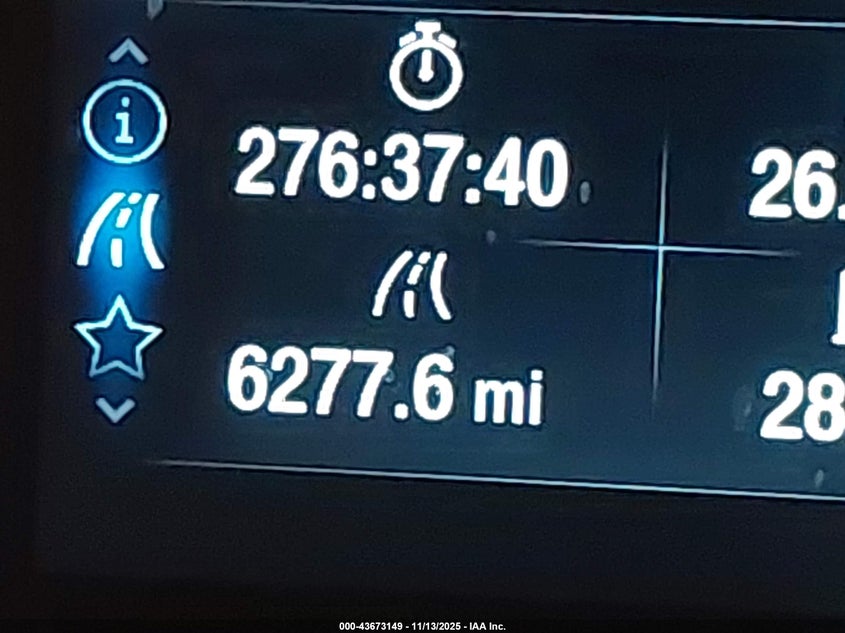 i
276:37:40
26.
6277.6 mi
28
000-43673149 - 11/13/2025 - IAA Inc.